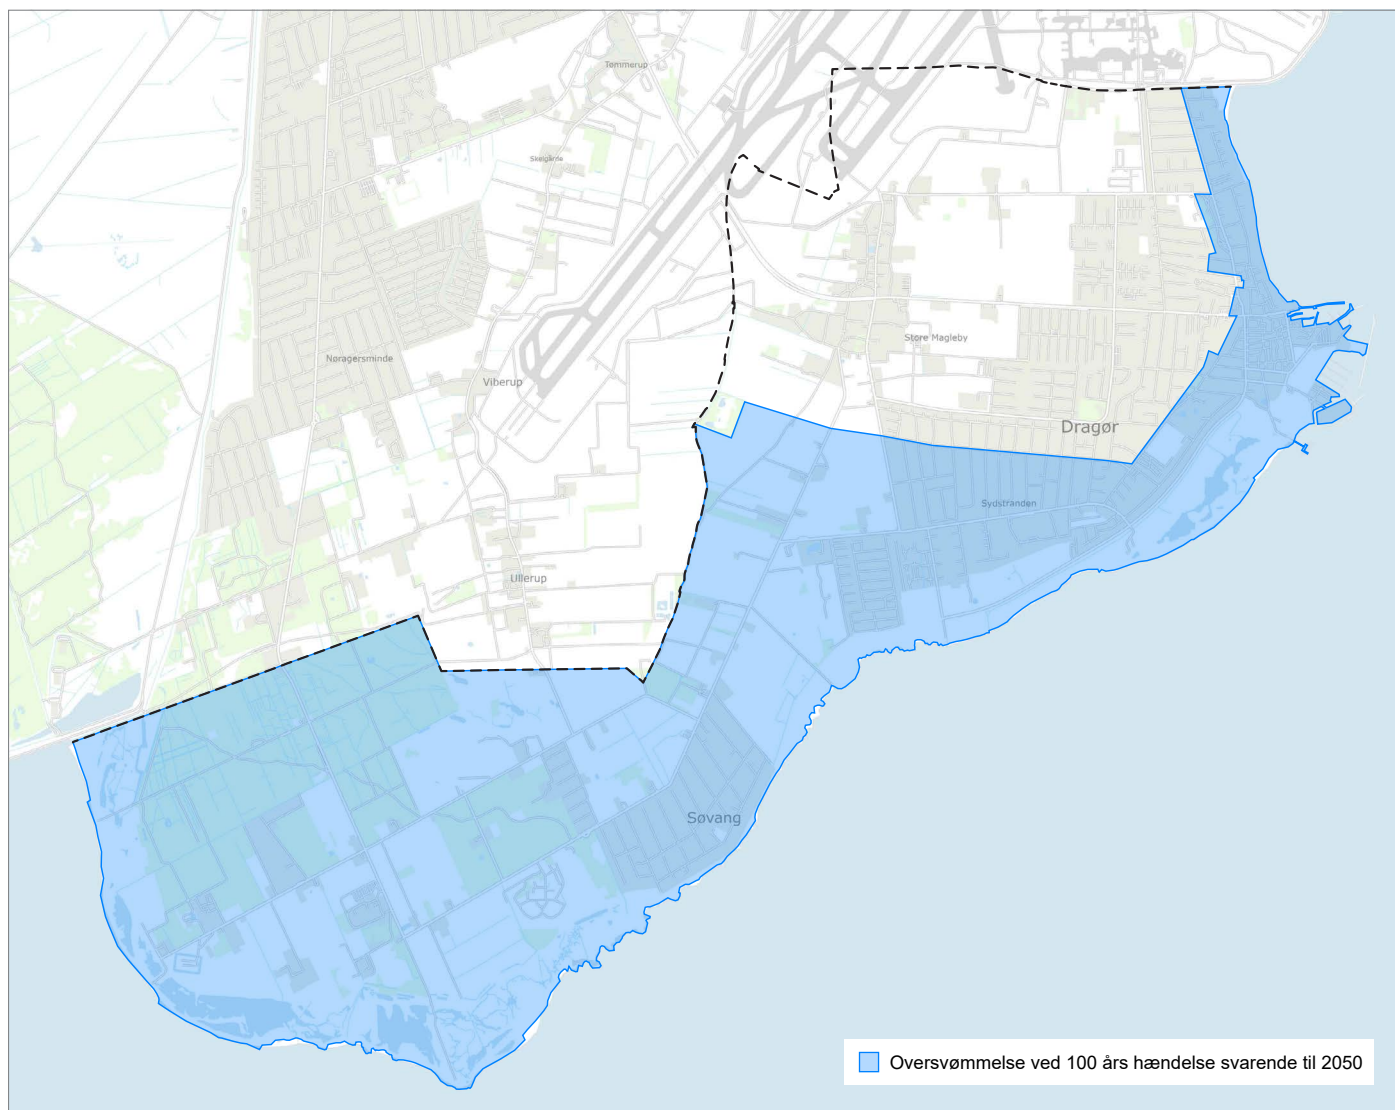 Tømmerup
Skelgårde
Store Magleby
Nøragersminde
Viberup
Dragør
Sydstranden
Ullerup
Søvang
Oversvømmelse ved 100 års hændelse svarende til 2050